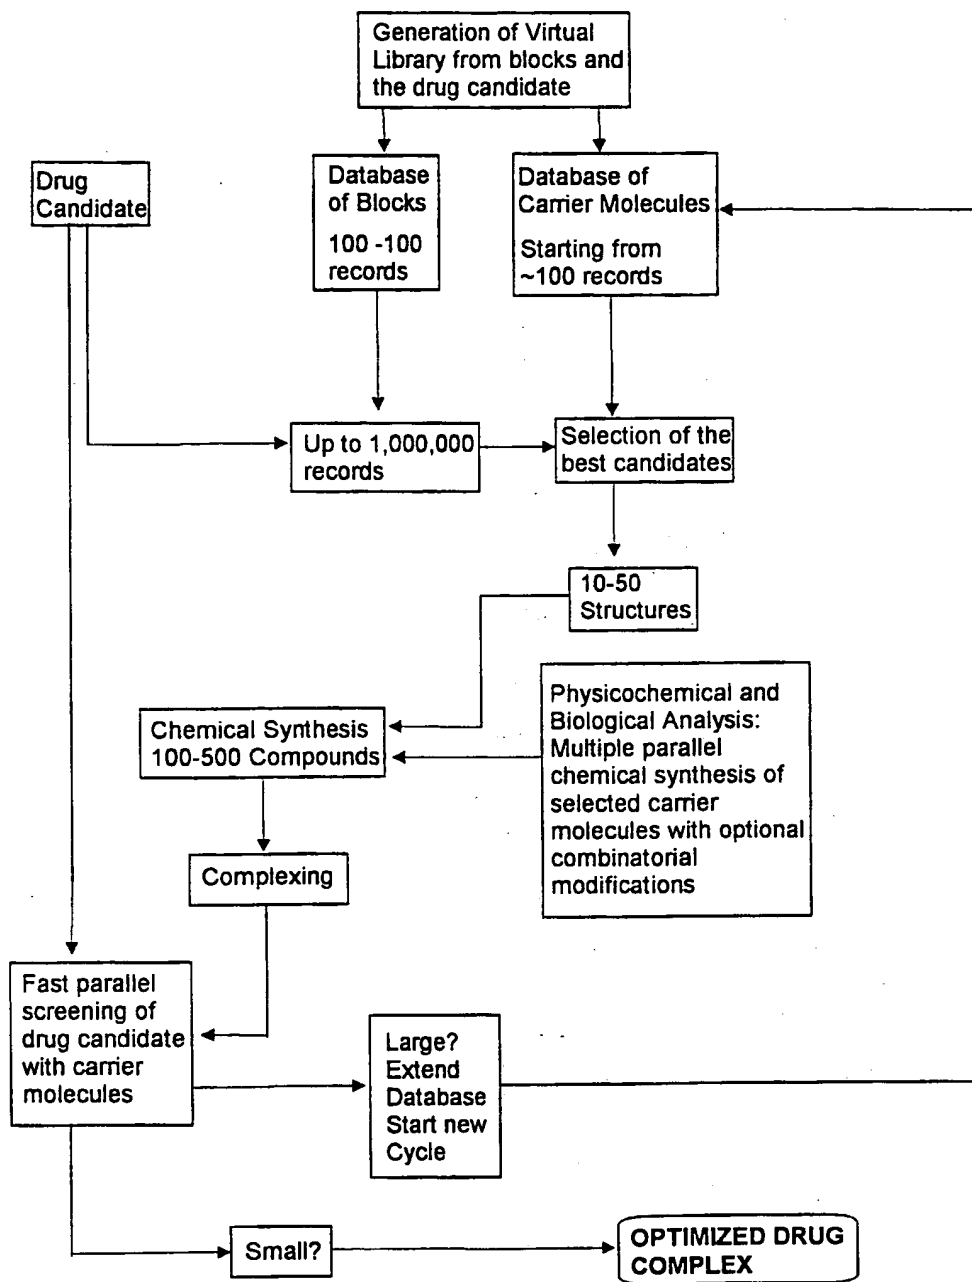 Generation of Virtual
Library from blocks and
the drug candidate
Drug
Candidate
Database
of Blocks
100 -100
records
Database of
Carrier Molecules
Starting from
~100 records
Up to 1,000,000
records
Selection of the
best candidates
10-50
Structures
Physicochemical and
Biological Analysis:
Multiple parallel
chemical synthesis of
selected carrier
molecules with optional
combinatorial
modifications
Chemical Synthesis
100-500 Compounds
Complexing
Fast parallel
screening of
drug candidate
with carrier
molecules
Large?
Extend
Database
Start new
Cycle
Small?
OPTIMIZED DRUG
COMPLEX